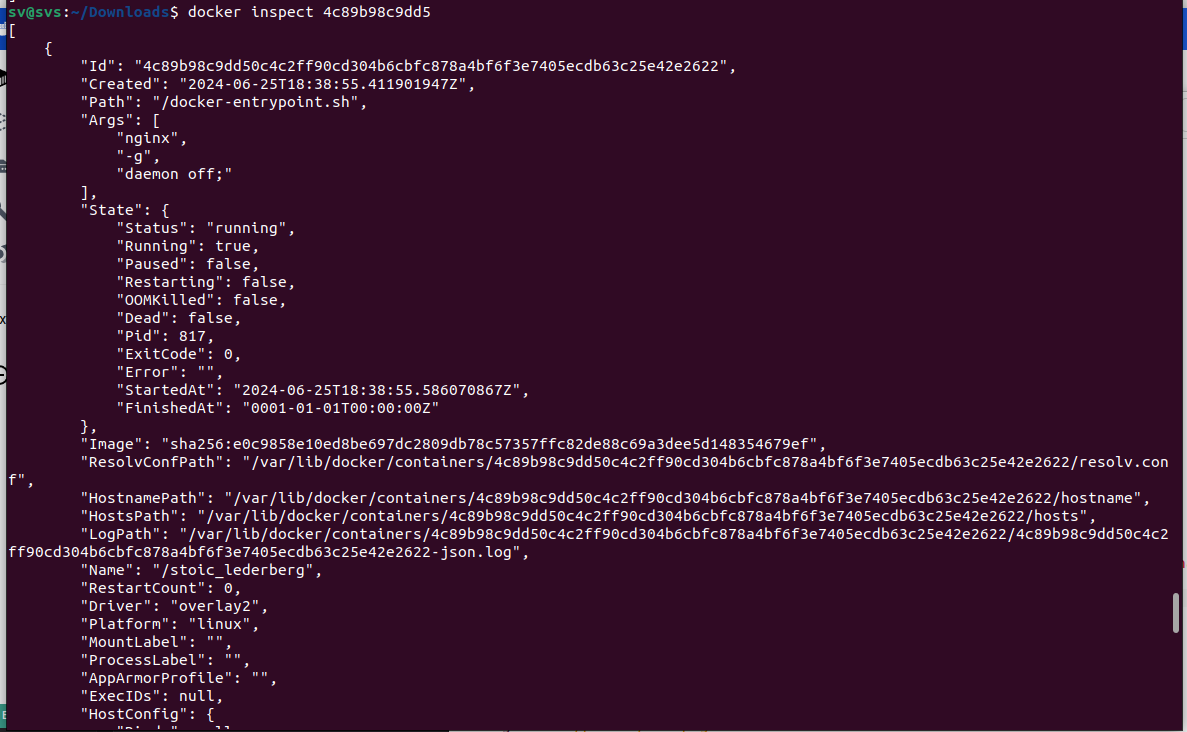 sv@svs:~/Downloads$ docker inspect 4c89b98c9dd5
[
    {
        "Id": "4c89b98c9dd50c4c2ff90cd304b6cbfc878a4bf6f3e7405ecdb63c25e42e2622",
        "Created": "2024-06-25T18:38:55.411901947Z",
        "Path": "/docker-entrypoint.sh",
        "Args": [
            "nginx",
            "-g",
            "daemon off;"
        ],
        "State": {
            "Status": "running",
            "Running": true,
            "Paused": false,
            "Restarting": false,
            "OOMKilled": false,
            "Dead": false,
            "Pid": 817,
            "ExitCode": 0,
            "Error": "",
            "StartedAt": "2024-06-25T18:38:55.586070867Z",
            "FinishedAt": "0001-01-01T00:00:00Z"
        },
        "Image": "sha256:e0c9858e10ed8be697dc2809db78c57357ffc82de88c69a3dee5d148354679ef",
        "ResolvConfPath": "/var/lib/docker/containers/4c89b98c9dd50c4c2ff90cd304b6cbfc878a4bf6f3e7405ecdb63c25e42e2622/resolv.con
f",
        "HostnamePath": "/var/lib/docker/containers/4c89b98c9dd50c4c2ff90cd304b6cbfc878a4bf6f3e7405ecdb63c25e42e2622/hostname",
        "HostsPath": "/var/lib/docker/containers/4c89b98c9dd50c4c2ff90cd304b6cbfc878a4bf6f3e7405ecdb63c25e42e2622/hosts",
        "LogPath": "/var/lib/docker/containers/4c89b98c9dd50c4c2ff90cd304b6cbfc878a4bf6f3e7405ecdb63c25e42e2622/4c89b98c9dd50c4c2
ff90cd304b6cbfc878a4bf6f3e7405ecdb63c25e42e2622-json.log",
        "Name": "/stoic_lederberg",
        "RestartCount": 0,
        "Driver": "overlay2",
        "Platform": "linux",
        "MountLabel": "",
        "ProcessLabel": "",
        "AppArmorProfile": "",
        "ExecIDs": null,
        "HostConfig": {